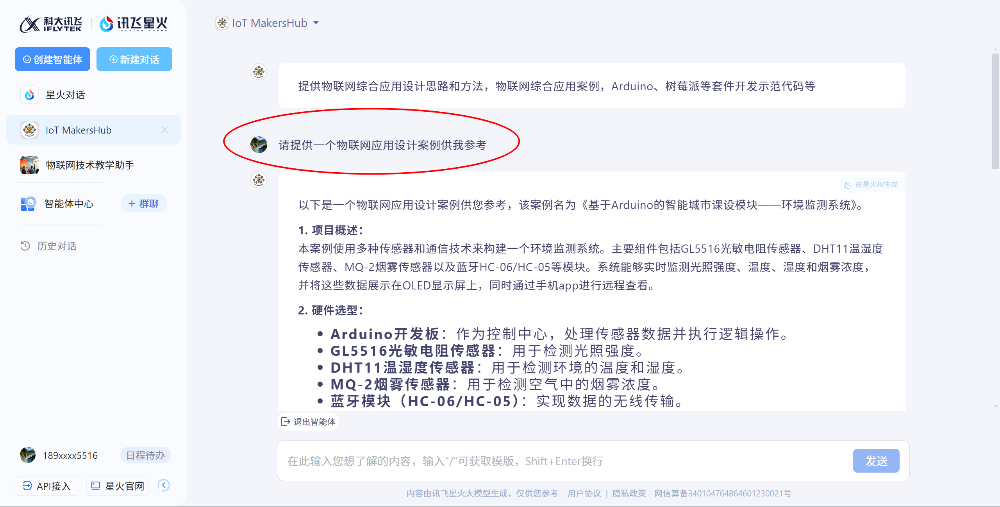 科大讯飞 iFLYTEK 讯飞星火 IFLYTEK SPARK
创建智能体 新建对话
星火对话
IoT MakersHub
物联网技术教学助手
智能体中心 + 群聊
历史对话
189xxxx5516 日程待办
API接入 星火官网
IoT MakersHub
提供物联网综合应用设计思路和方法，物联网综合应用案例，Arduino、树莓派等套件开发示范代码等
请提供一个物联网应用设计案例供我参考
由星火AI生成
以下是一个物联网应用设计案例供您参考，该案例名为《基于Arduino的智能城市课设模块——环境监测系统》。
1. 项目概述：
本案例使用多种传感器和通信技术来构建一个环境监测系统。主要组件包括GL5516光敏电阻传感器、DHT11温湿度
传感器、MQ-2烟雾传感器以及蓝牙HC-06/HC-05等模块。系统能够实时监测光照强度、温度、湿度和烟雾浓度，
并将这些数据展示在OLED显示屏上，同时通过手机app进行远程查看。
2. 硬件选型：
• Arduino开发板：作为控制中心，处理传感器数据并执行逻辑操作。
• GL5516光敏电阻传感器：用于检测光照强度。
• DHT11温湿度传感器：用于检测环境的温度和湿度。
• MQ-2烟雾传感器：用于检测空气中的烟雾浓度。
• 蓝牙模块（HC-06/HC-05）：实现数据的无线传输。
退出智能体
在此输入您想了解的内容，输入“/”可获取模版，Shift+Enter换行
发送
内容由讯飞星火大模型生成，仅供您参考 用户协议 | 隐私政策 - 网信算备340104764864601230021号